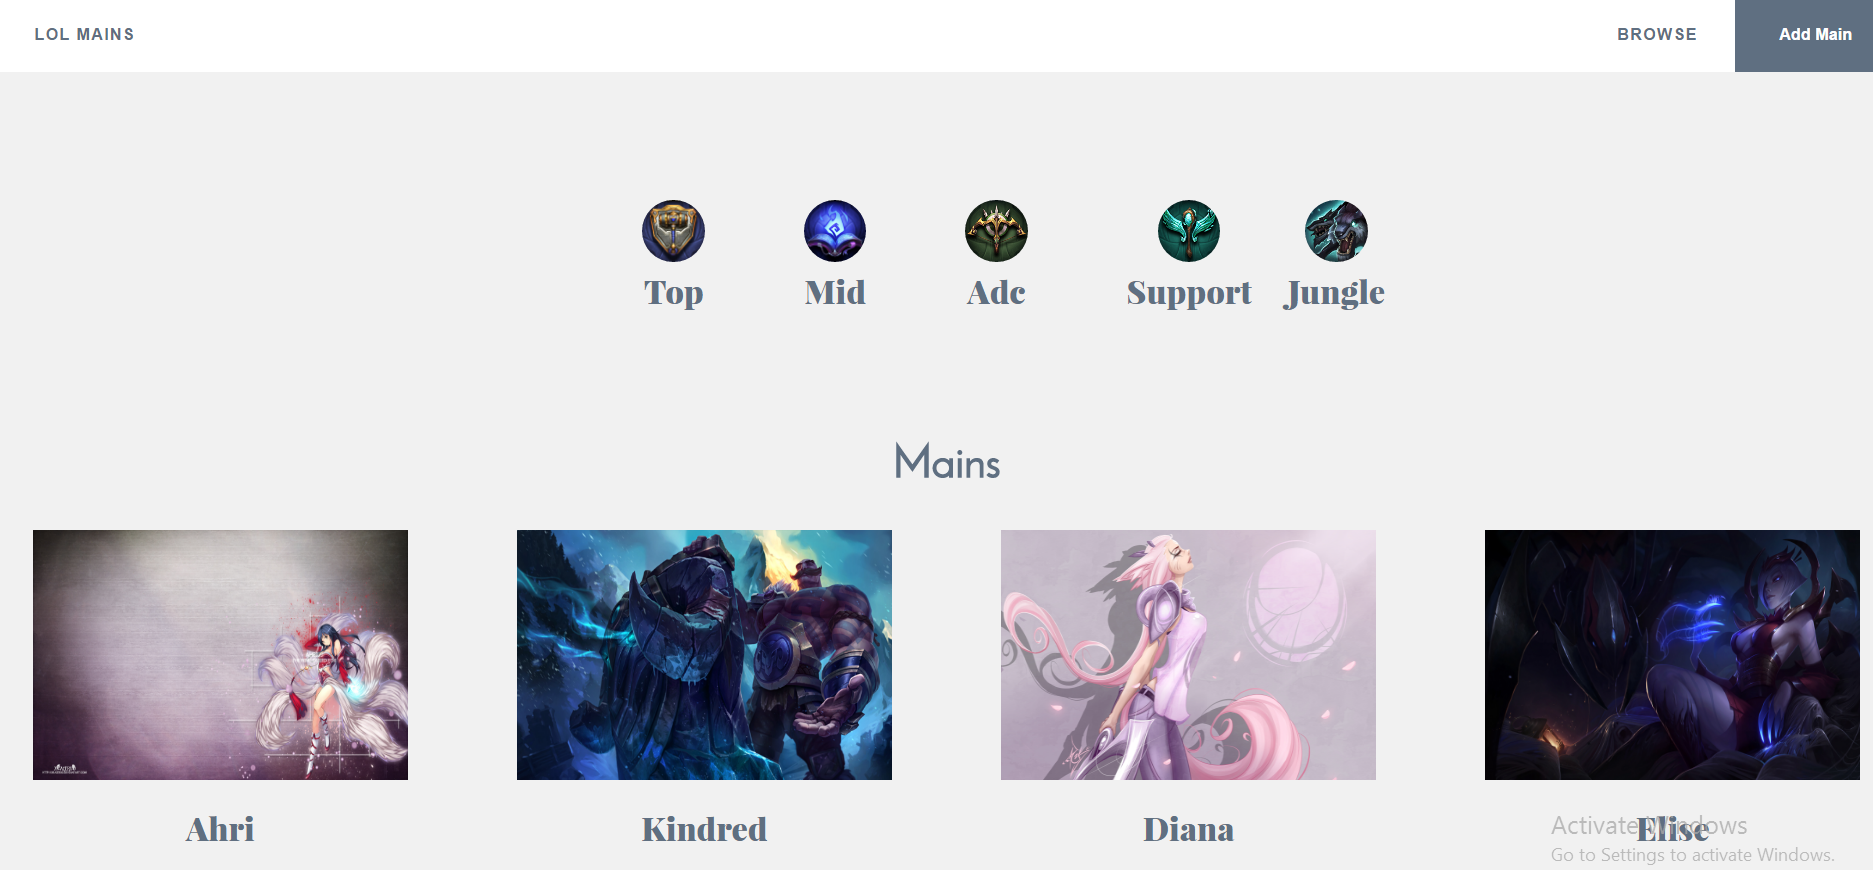 LOL MAINS
BROWSE
Add Main
Top
Mid
Adc
Support
Jungle
Mains
Ahri
Kindred
Diana
Elise
Activate Windows
Go to Settings to activate Windows.